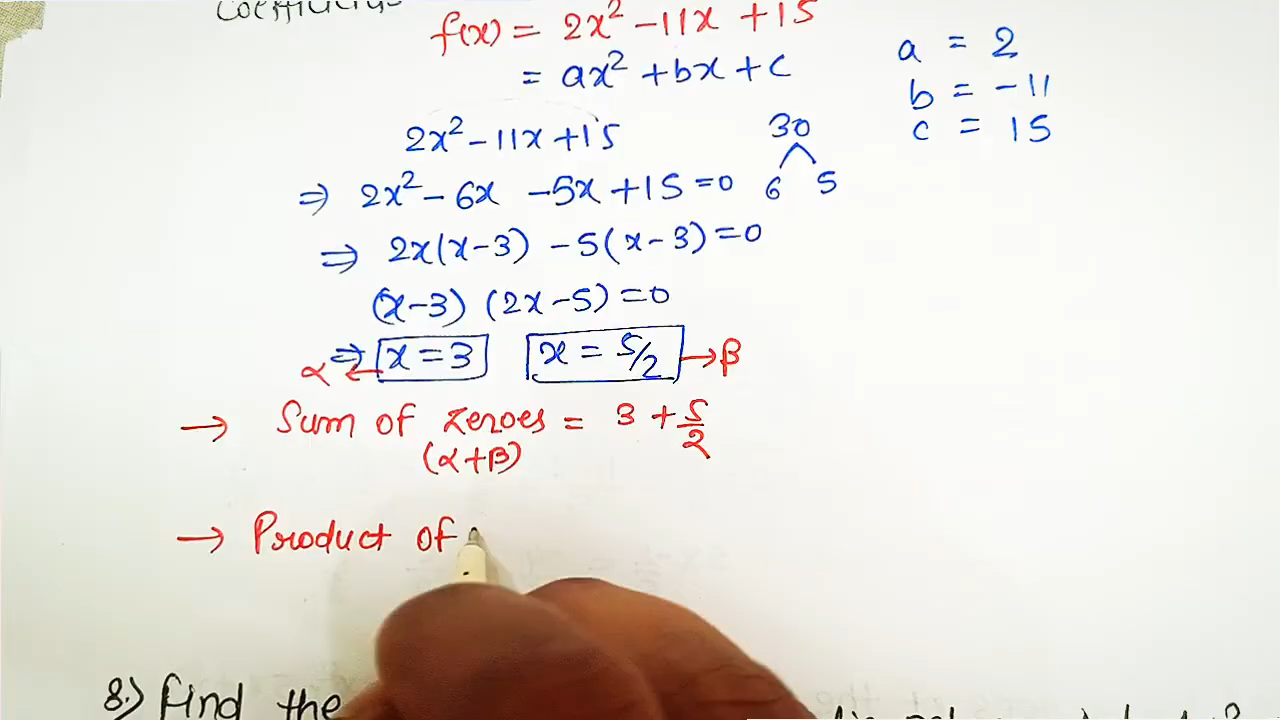 f(x) = 2x² -11x +15
= ax² +bx + c
a = 2
b = -11
c = 15
2x² -11x +15
30
6 5
⇒ 2x² - 6x -5x +15 =0
⇒ 2x(x-3) -5(x-3)=0
(x-3) (2x-5) =0
α ← ⇒ x = 3 x = 5/2 → β
→ Sum of zeroes = 3 + 5/2
(α+β)
→ Product of
8.) Find the